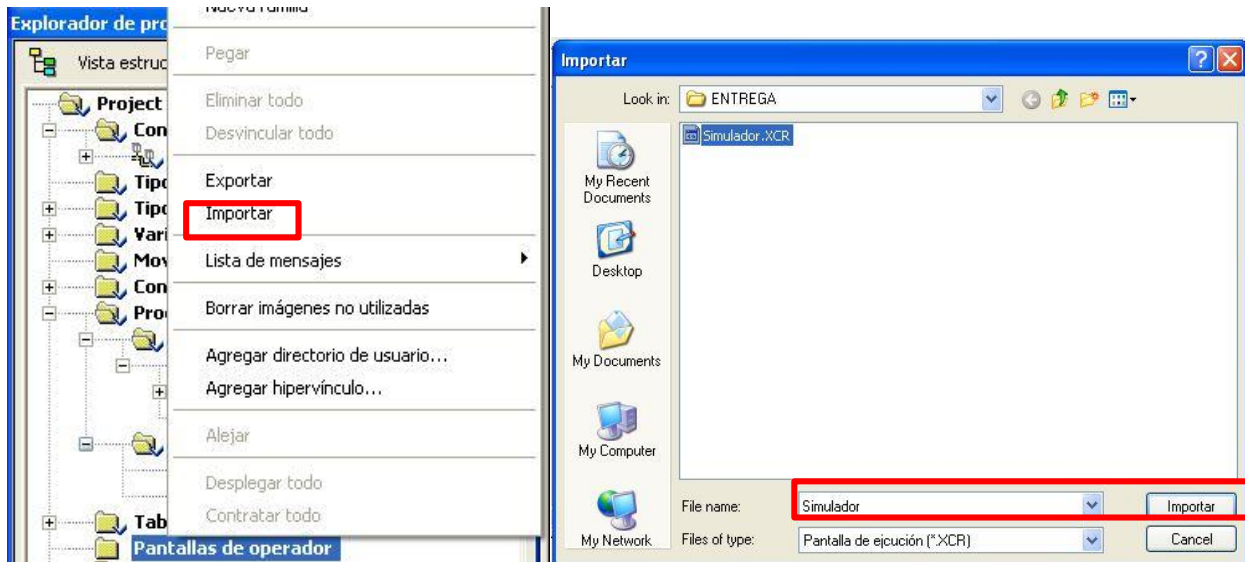 Explorador de pro
Vista estruc
Project
Con
Tipo
Tipo
Vari
Mov
Con
Pro
Tab
Pantallas de operador
Nueva familia
Pegar
Eliminar todo
Desvincular todo
Exportar
Importar
Lista de mensajes
Borrar imágenes no utilizadas
Agregar directorio de usuario...
Agregar hipervínculo...
Alejar
Desplegar todo
Contratar todo
Importar
Look in: ENTREGA
Simulador.XCR
My Recent
Documents
Desktop
My Documents
My Computer
My Network
File name: Simulador Importar
Files of type: Pantalla de ejcución (*.XCR) Cancel